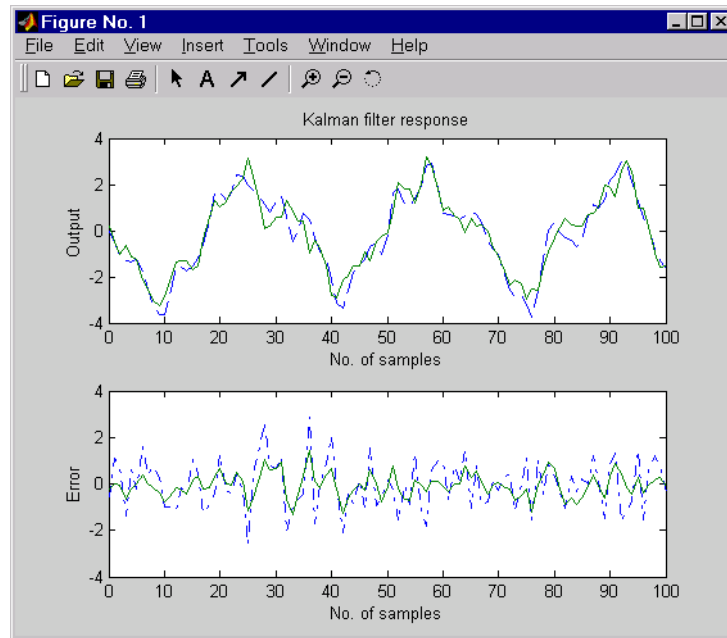 Figure No. 1
File Edit View Insert Tools Window Help
A
Kalman filter response
4
2
0
-2
-4
Output
0 10 20 30 40 50 60 70 80 90 100
No. of samples
4
2
0
-2
-4
Error
0 10 20 30 40 50 60 70 80 90 100
No. of samples